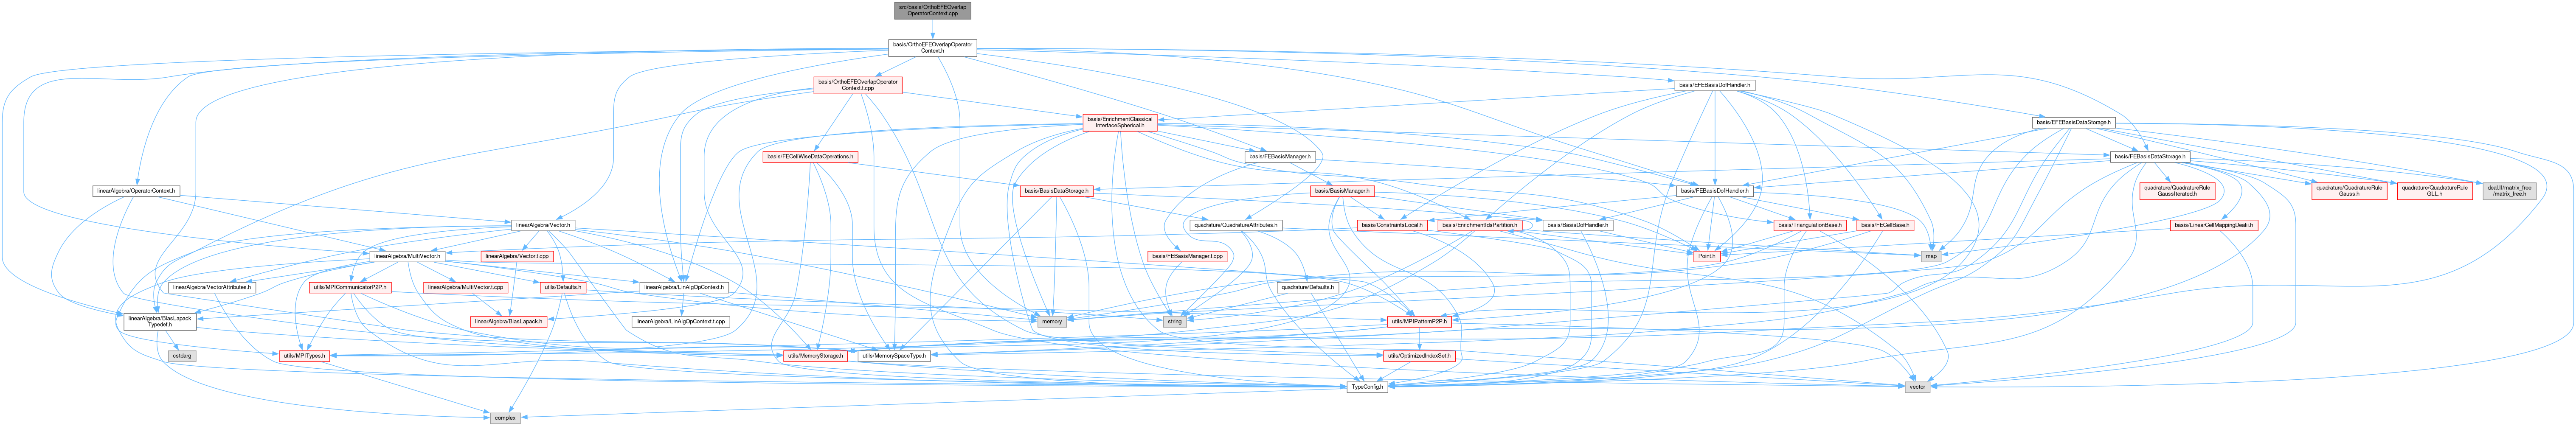 src/basis/OrthoEFEOverlap
OperatorContext.cpp
basis/OrthoEFEOverlapOperator
Context.h
basis/OrthoEFEOverlapOperator
Context.t.cpp
basis/EFEBasisDofHandler.h
basis/EnrichmentClassical
InterfaceSpherical.h
basis/EFEBasisDataStorage.h
basis/FECellWiseDataOperations.h
basis/FEBasisManager.h
basis/FEBasisDataStorage.h
linearAlgebra/OperatorContext.h
basis/BasisDataStorage.h
basis/BasisManager.h
basis/FEBasisDofHandler.h
quadrature/QuadratureRule
GaussIterated.h
quadrature/QuadratureRule
Gauss.h
quadrature/QuadratureRule
GLL.h
deal.II/matrix_free
/matrix_free.h
linearAlgebra/Vector.h
quadrature/QuadratureAttributes.h
basis/ConstraintsLocal.h
basis/EnrichmentIdsPartition.h
basis/BasisDofHandler.h
basis/TriangulationBase.h
basis/FECellBase.h
basis/LinearCellMappingDealii.h
linearAlgebra/MultiVector.h
linearAlgebra/Vector.t.cpp
basis/FEBasisManager.t.cpp
Point.h
map
linearAlgebra/VectorAttributes.h
utils/MPICommunicatorP2P.h
linearAlgebra/MultiVector.t.cpp
utils/Defaults.h
linearAlgebra/LinAlgOpContext.h
quadrature/Defaults.h
linearAlgebra/BlasLapack
Typedef.h
linearAlgebra/BlasLapack.h
linearAlgebra/LinAlgOpContext.t.cpp
memory
string
utils/MPIPatternP2P.h
cstdarg
utils/MPITypes.h
utils/MemoryStorage.h
utils/MemorySpaceType.h
utils/OptimizedIndexSet.h
TypeConfig.h
vector
complex